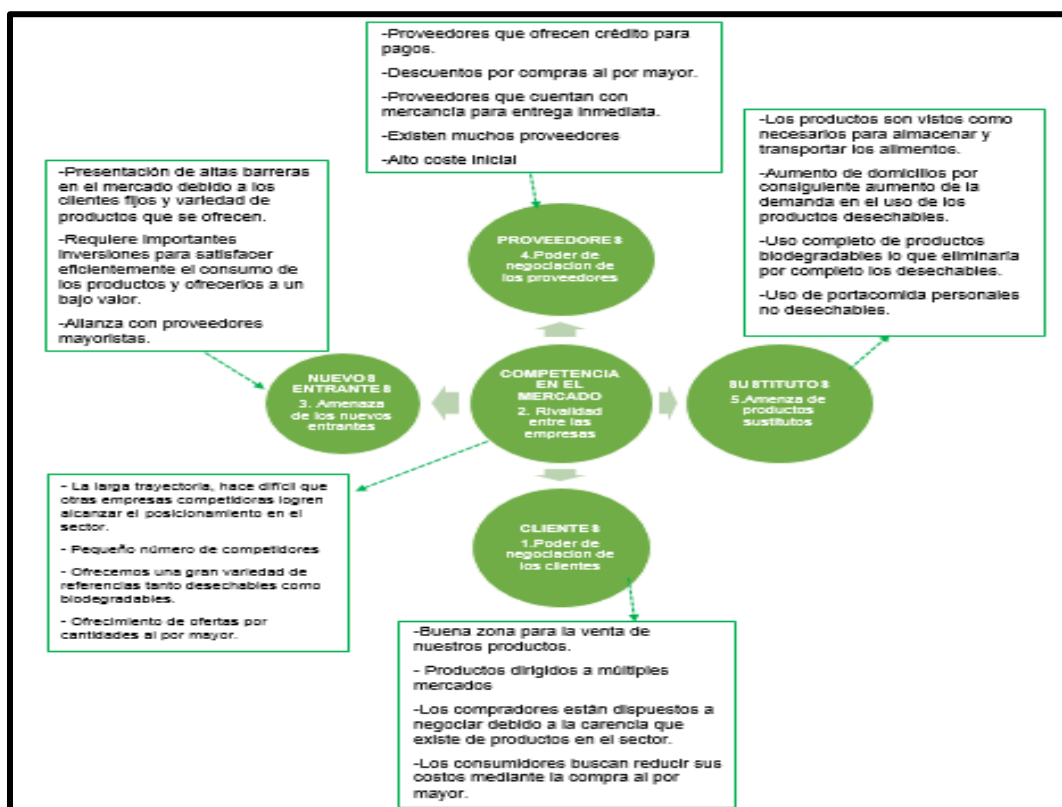 -Proveedores que ofrecen crédito para
pagos.
-Descuentos por compras al por mayor.
-Proveedores que cuentan con
mercancía para entrega inmediata.
-Existen muchos proveedores
-Alto coste inicial
-Los productos son vistos como
necesarios para almacenar y
transportar los alimentos.
-Aumento de domicilios por
consiguiente aumento de la
demanda en el uso de los
productos desechables.
-Uso completo de productos
biodegradables lo que eliminaría
por completo los desechables.
-Uso de portacomida personales
no desechables.
-Presentación de altas barreras
en el mercado debido a los
clientes fijos y variedad de
productos que se ofrecen.
-Requiere importantes
inversiones para satisfacer
eficientemente el consumo de
los productos y ofrecerlos a un
bajo valor.
-Alianza con proveedores
mayoristas.
PROVEEDORES
4.Poder de
negociacion de
los proveedores
NUEVOS
ENTRANTES
3. Amenaza
de los nuevos
entrantes
COMPETENCIA
EN EL
MERCADO
2. Rivalidad
entre las
empresas
SUSTITUTOS
5.Amenza de
productos
sustitutos
- La larga trayectoria, hace difícil que
otras empresas competidoras logren
alcanzar el posicionamiento en el
sector.
- Pequeño número de competidores
- Ofrecemos una gran variedad de
referencias tanto desechables como
biodegradables.
- Ofrecimiento de ofertas por
cantidades al por mayor.
CLIENTES
1.Poder de
negociacion de
los clientes
-Buena zona para la venta de
nuestros productos.
- Productos dirigidos a múltiples
mercados
-Los compradores están dispuestos a
negociar debido a la carencia que
existe de productos en el sector.
-Los consumidores buscan reducir sus
costos mediante la compra al por
mayor.